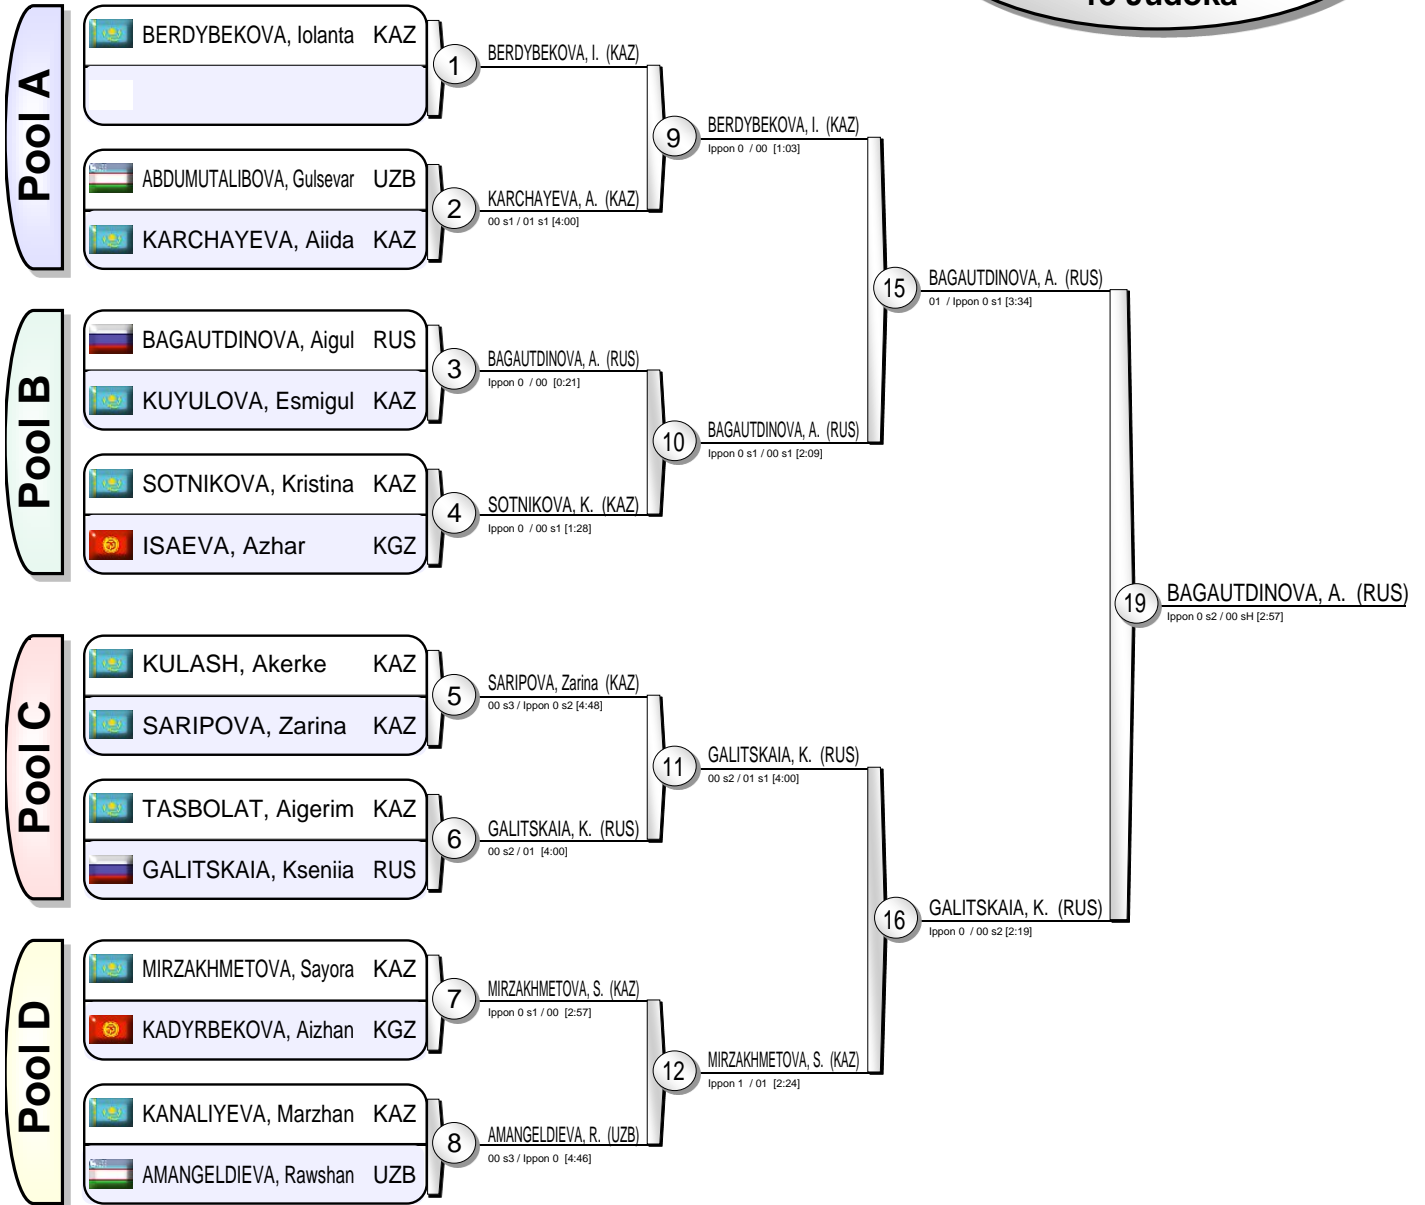 Pool A
BERDYBEKOVA, Iolanta KAZ
ABDUMUTALIBOVA, Gulsevar UZB
KARCHAYEVA, Aiida KAZ
Pool B
BAGAUTDINOVA, Aigul RUS
KUYULOVA, Esmigul KAZ
SOTNIKOVA, Kristina KAZ
ISAEVA, Azhar KGZ
Pool C
KULASH, Akerke KAZ
SARIPOVA, Zarina KAZ
TASBOLAT, Aigerim KAZ
GALITSKAIA, Kseniia RUS
Pool D
MIRZAKHMETOVA, Sayora KAZ
KADYRBEKOVA, Aizhan KGZ
KANALIYEVA, Marzhan KAZ
AMANGELDIEVA, Rawshan UZB
1
BERDYBEKOVA, I. (KAZ)
2
KARCHAYEVA, A. (KAZ)
00 s1 / 01 s1 [4:00]
3
BAGAUTDINOVA, A. (RUS)
Ippon 0 / 00 [0:21]
4
SOTNIKOVA, K. (KAZ)
Ippon 0 / 00 s1 [1:28]
5
SARIPOVA, Zarina (KAZ)
00 s3 / Ippon 0 s2 [4:48]
6
GALITSKAIA, K. (RUS)
00 s2 / 01 [4:00]
7
MIRZAKHMETOVA, S. (KAZ)
Ippon 0 s1 / 00 [2:57]
8
AMANGELDIEVA, R. (UZB)
00 s3 / Ippon 0 [4:46]
9
BERDYBEKOVA, I. (KAZ)
Ippon 0 / 00 [1:03]
10
BAGAUTDINOVA, A. (RUS)
Ippon 0 s1 / 00 s1 [2:09]
11
GALITSKAIA, K. (RUS)
00 s2 / 01 s1 [4:00]
12
MIRZAKHMETOVA, S. (KAZ)
Ippon 1 / 01 [2:24]
15
BAGAUTDINOVA, A. (RUS)
01 / Ippon 0 s1 [3:34]
16
GALITSKAIA, K. (RUS)
Ippon 0 / 00 s2 [2:19]
19
BAGAUTDINOVA, A. (RUS)
Ippon 0 s2 / 00 sH [2:57]